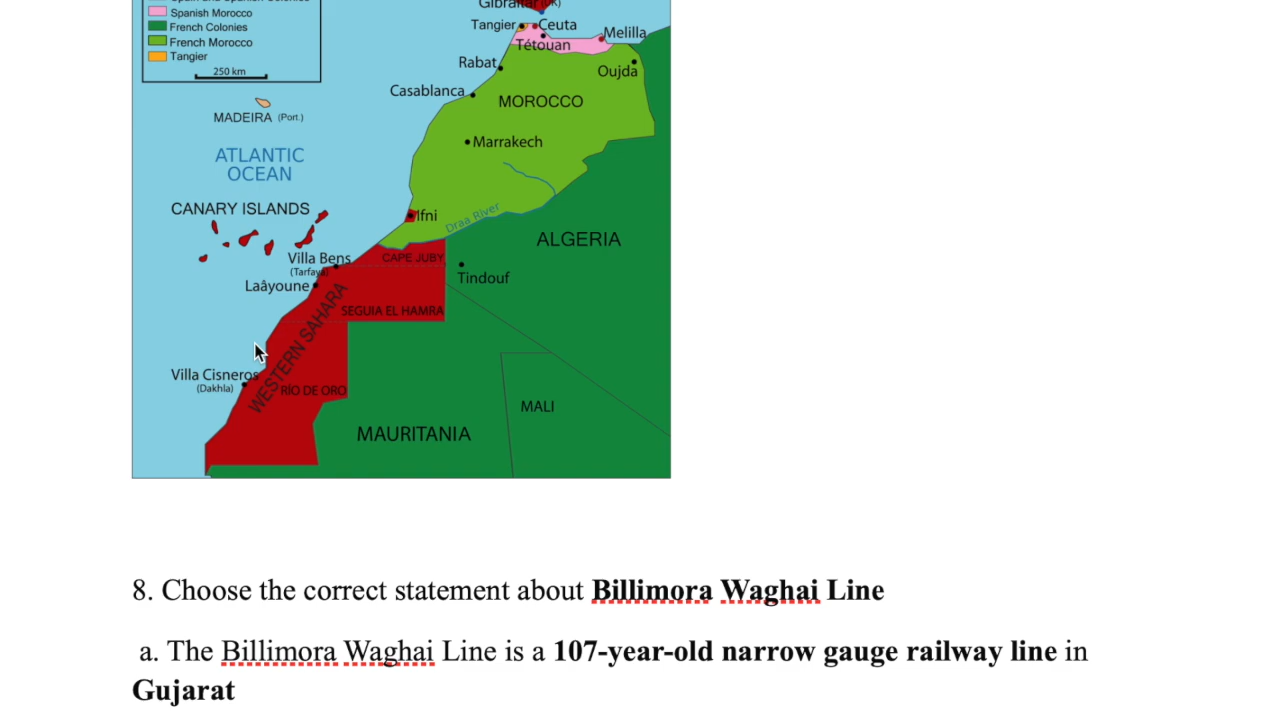 Spanish Morocco
French Colonies
French Morocco
Tangier
250 km
Gibraltar (UK)
Tangier
Ceuta
Melilla
Tétouan
Rabat
Oujda
Casablanca
MOROCCO
MADEIRA (Port.)
Marrakech
ATLANTIC
OCEAN
CANARY ISLANDS
Ifni
Draa River
ALGERIA
Villa Bens
(Tarfaya)
CAPE JUBY
Tindouf
Laâyoune
SEGUIA EL HAMRA
WESTERN SAHARA
Villa Cisneros
(Dakhla)
RÍO DE ORO
MALI
MAURITANIA
8. Choose the correct statement about Billimora Waghai Line
a. The Billimora Waghai Line is a 107-year-old narrow gauge railway line in
Gujarat